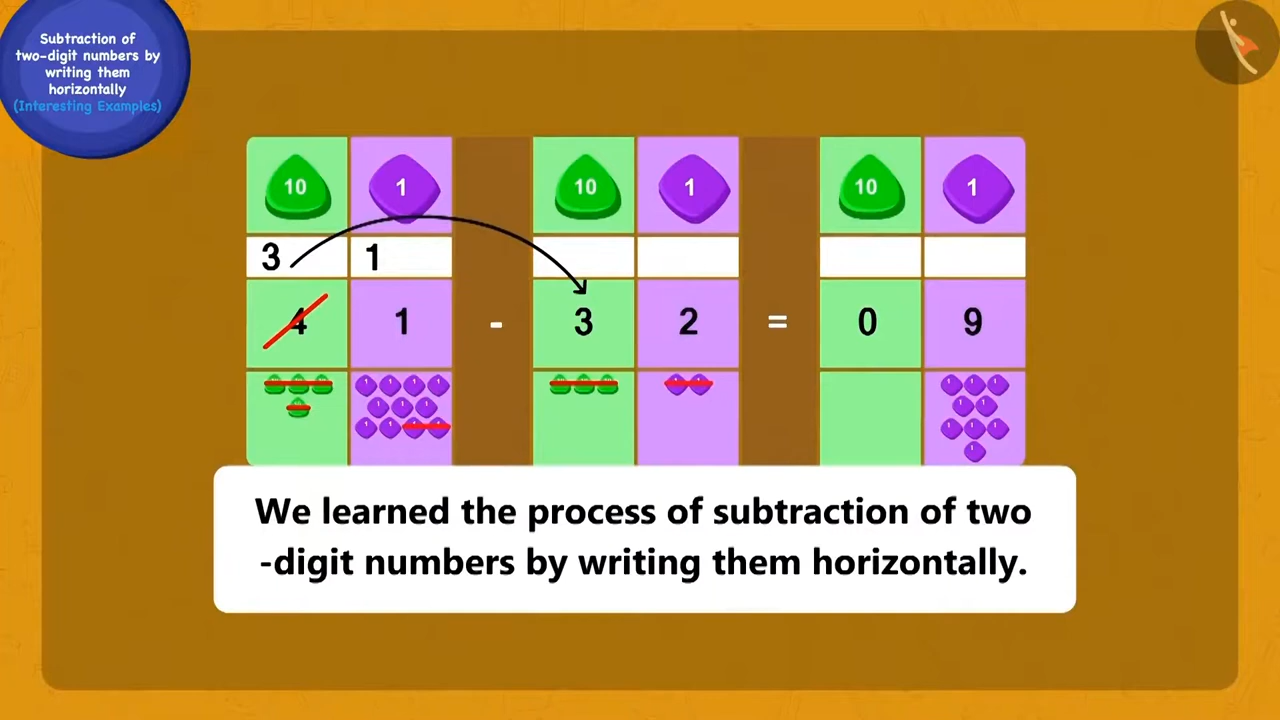 Subtraction of
two-digit numbers by
writing them
horizontally
(Interesting Examples)
10 1 10 1 10 1
3 1
4 1 - 3 2 = 0 9
We learned the process of subtraction of two
-digit numbers by writing them horizontally.